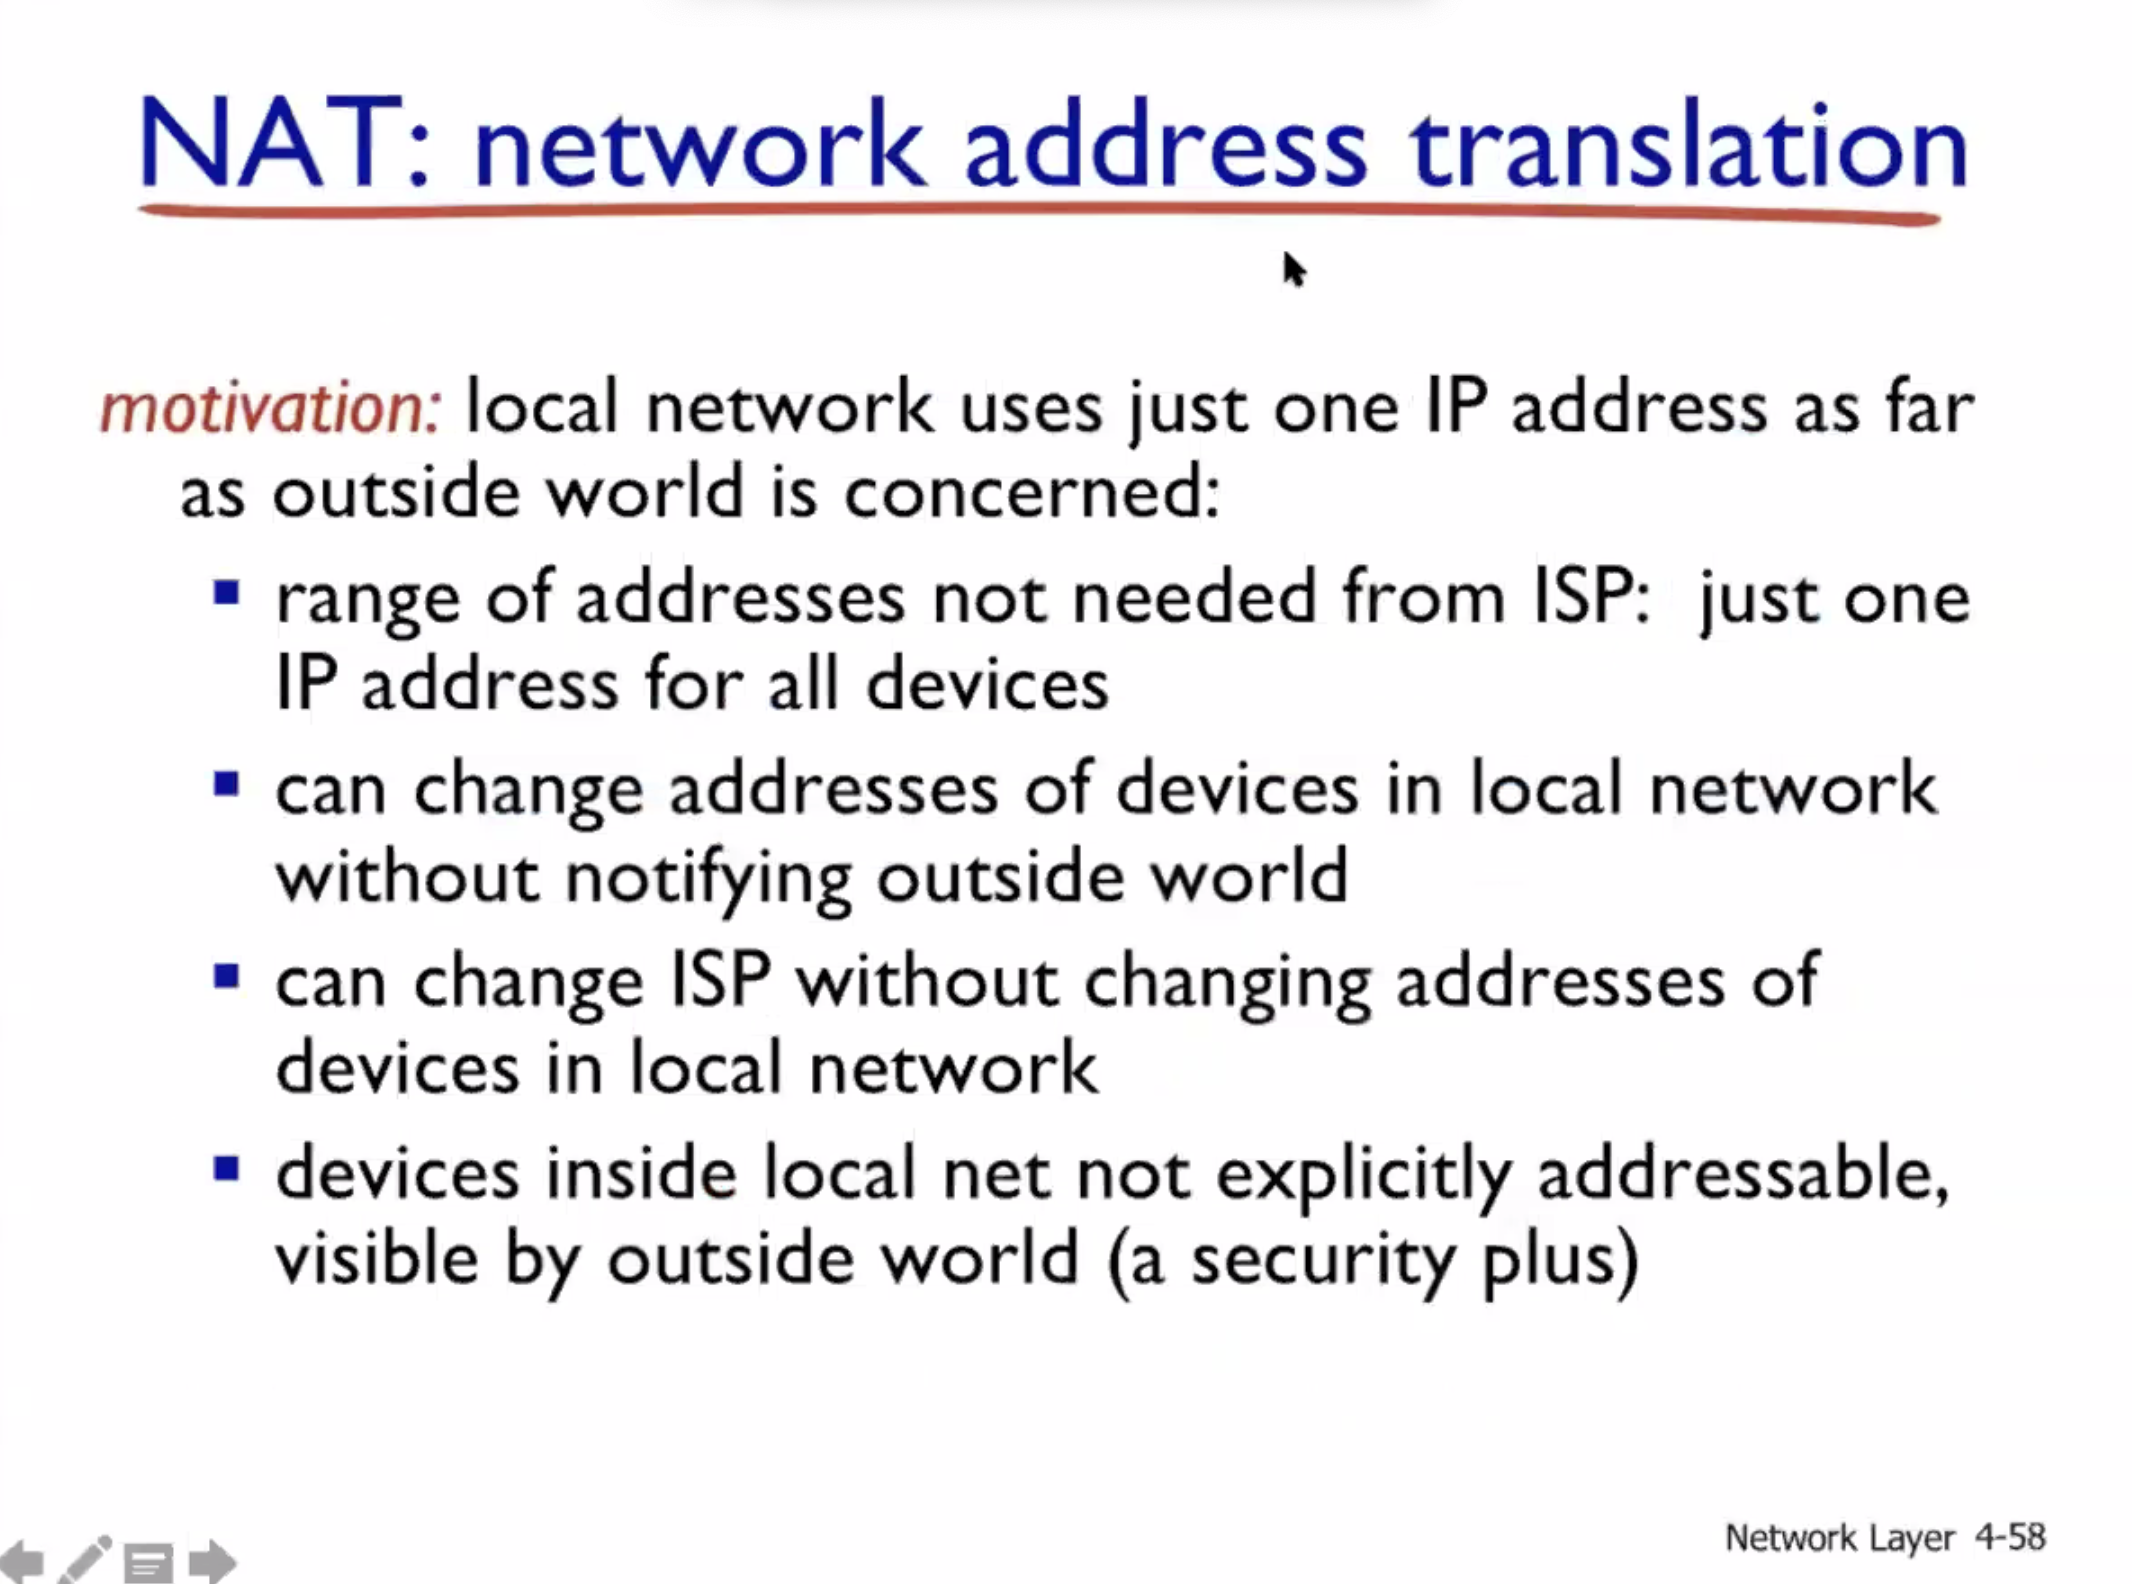 NAT: network address translation
motivation: local network uses just one IP address as far
as outside world is concerned:
▪ range of addresses not needed from ISP: just one
IP address for all devices
▪ can change addresses of devices in local network
without notifying outside world
▪ can change ISP without changing addresses of
devices in local network
▪ devices inside local net not explicitly addressable,
visible by outside world (a security plus)
Network Layer 4-58